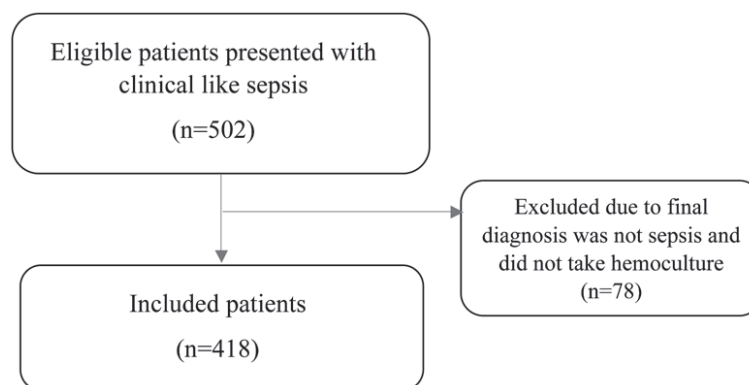 Eligible patients presented with
clinical like sepsis
(n=502)
Excluded due to final
diagnosis was not sepsis and
did not take hemoculture
(n=78)
Included patients
(n=418)